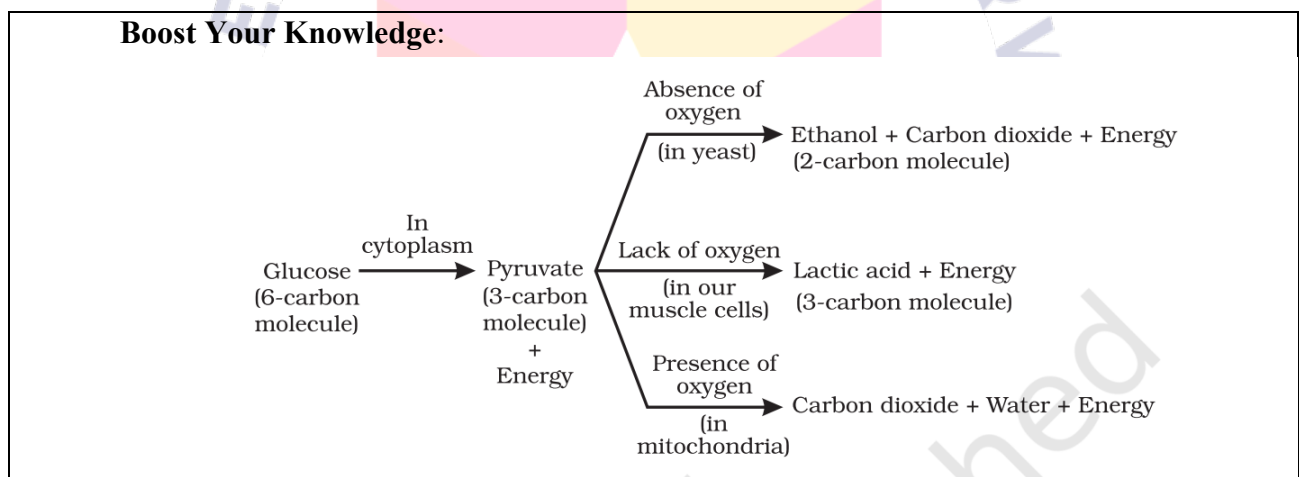 Boost Your Knowledge:
Absence of
oxygen
(in yeast)
Ethanol + Carbon dioxide + Energy
(2-carbon molecule)
In
cytoplasm
Glucose
(6-carbon
molecule)
Pyruvate
(3-carbon
molecule)
+
Energy
Lack of oxygen
(in our
muscle cells)
Lactic acid + Energy
(3-carbon molecule)
Presence of
oxygen
(in
mitochondria)
Carbon dioxide + Water + Energy
hed